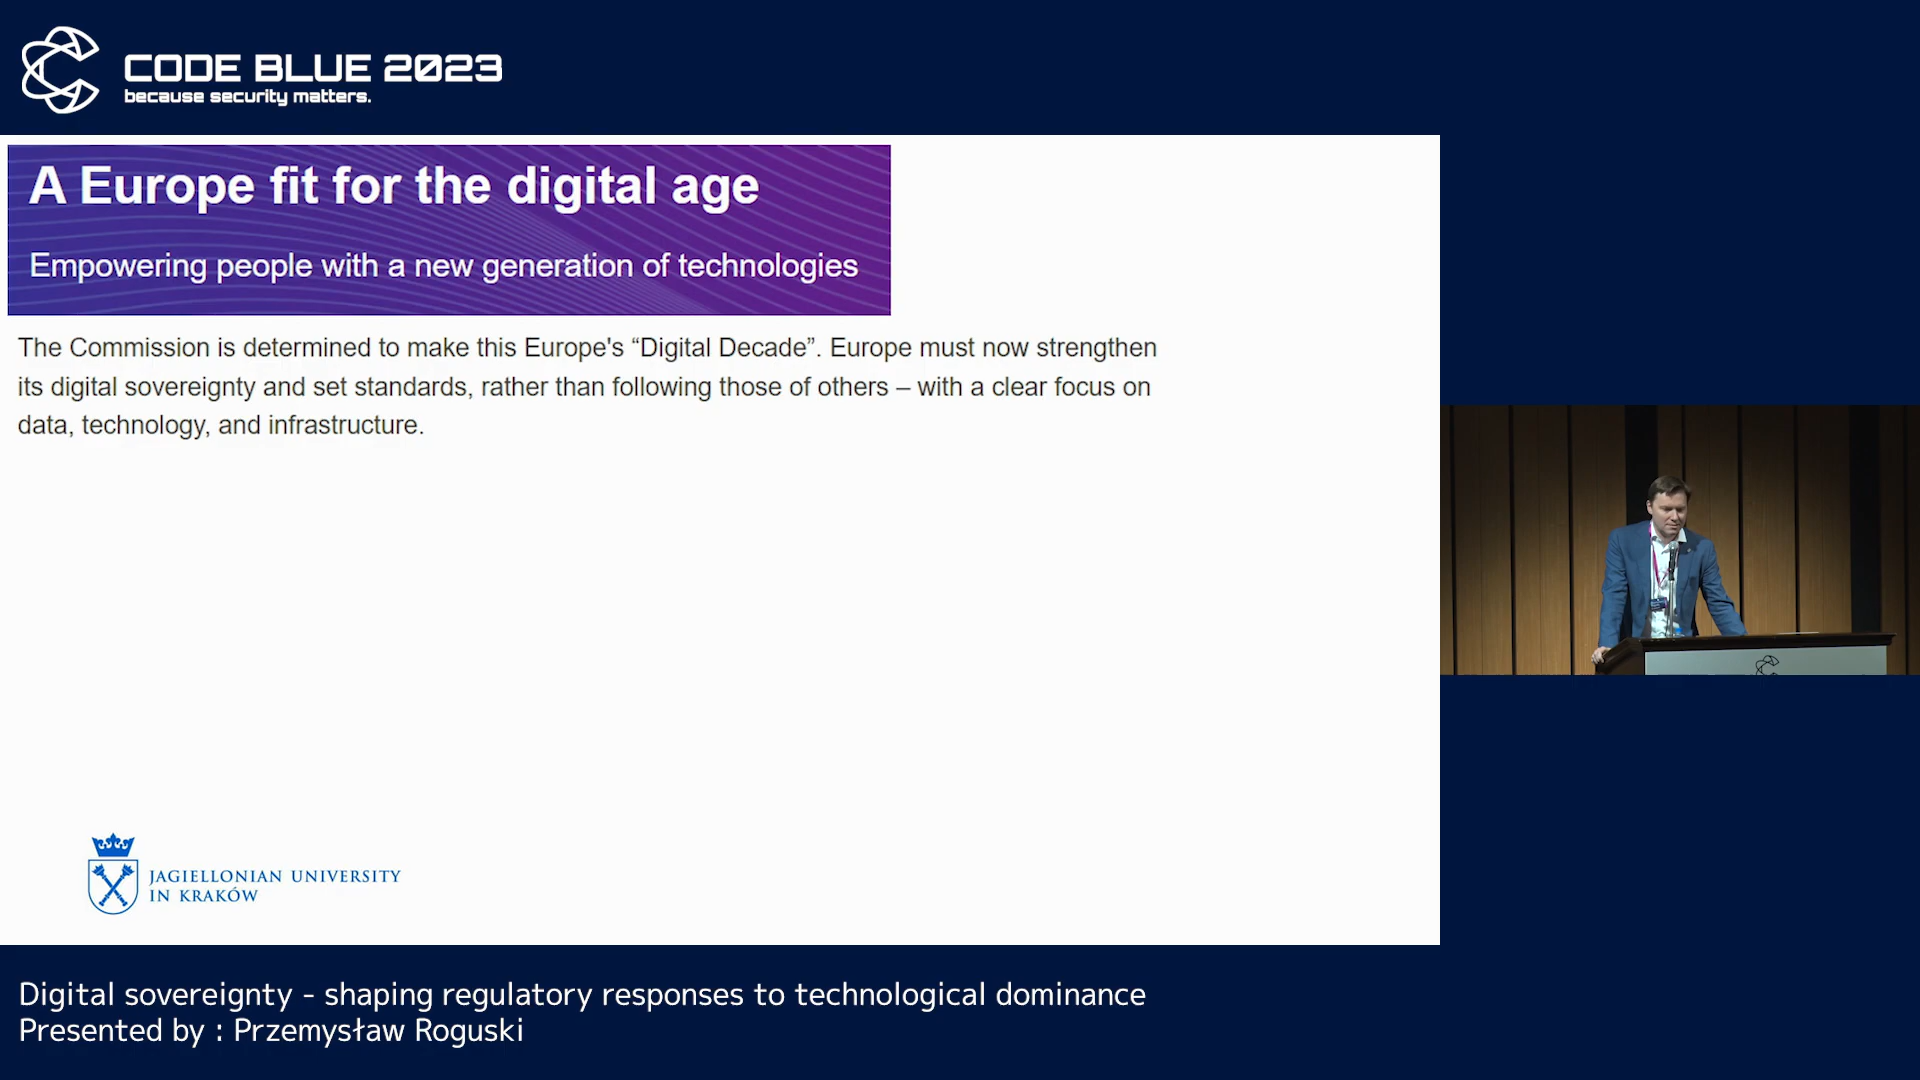 CODE BLUE 2023
because security matters.
A Europe fit for the digital age
Empowering people with a new generation of technologies
The Commission is determined to make this Europe's “Digital Decade”. Europe must now strengthen
its digital sovereignty and set standards, rather than following those of others – with a clear focus on
data, technology, and infrastructure.
JAGIELLONIAN UNIVERSITY
IN KRAKÓW
Digital sovereignty - shaping regulatory responses to technological dominance
Presented by : Przemysław Roguski